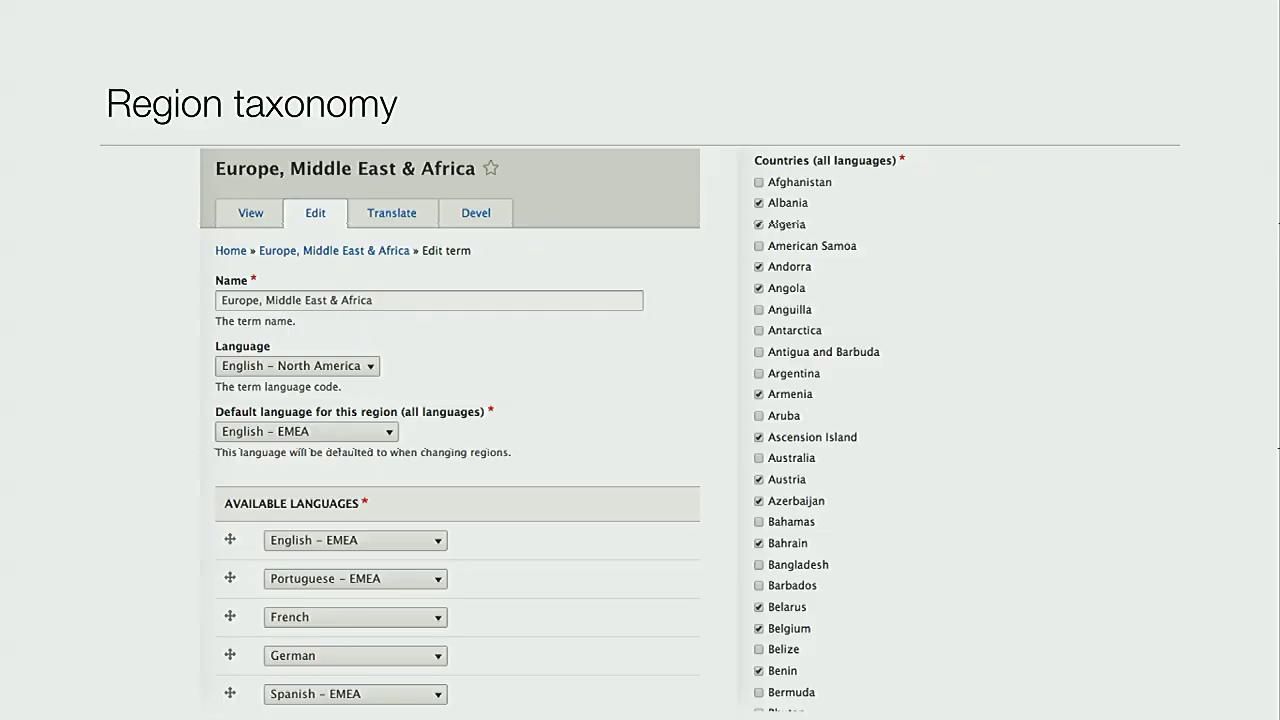 Region taxonomy
Europe, Middle East & Africa
View Edit Translate Devel
Home » Europe, Middle East & Africa » Edit term
Name *
Europe, Middle East & Africa
The term name.
Language
English – North America
The term language code.
Default language for this region (all languages) *
English – EMEA
This language will be defaulted to when changing regions.
AVAILABLE LANGUAGES *
English – EMEA
Portuguese – EMEA
French
German
Spanish – EMEA
Countries (all languages) *
Afghanistan
Albania
Algeria
American Samoa
Andorra
Angola
Anguilla
Antarctica
Antigua and Barbuda
Argentina
Armenia
Aruba
Ascension Island
Australia
Austria
Azerbaijan
Bahamas
Bahrain
Bangladesh
Barbados
Belarus
Belgium
Belize
Benin
Bermuda